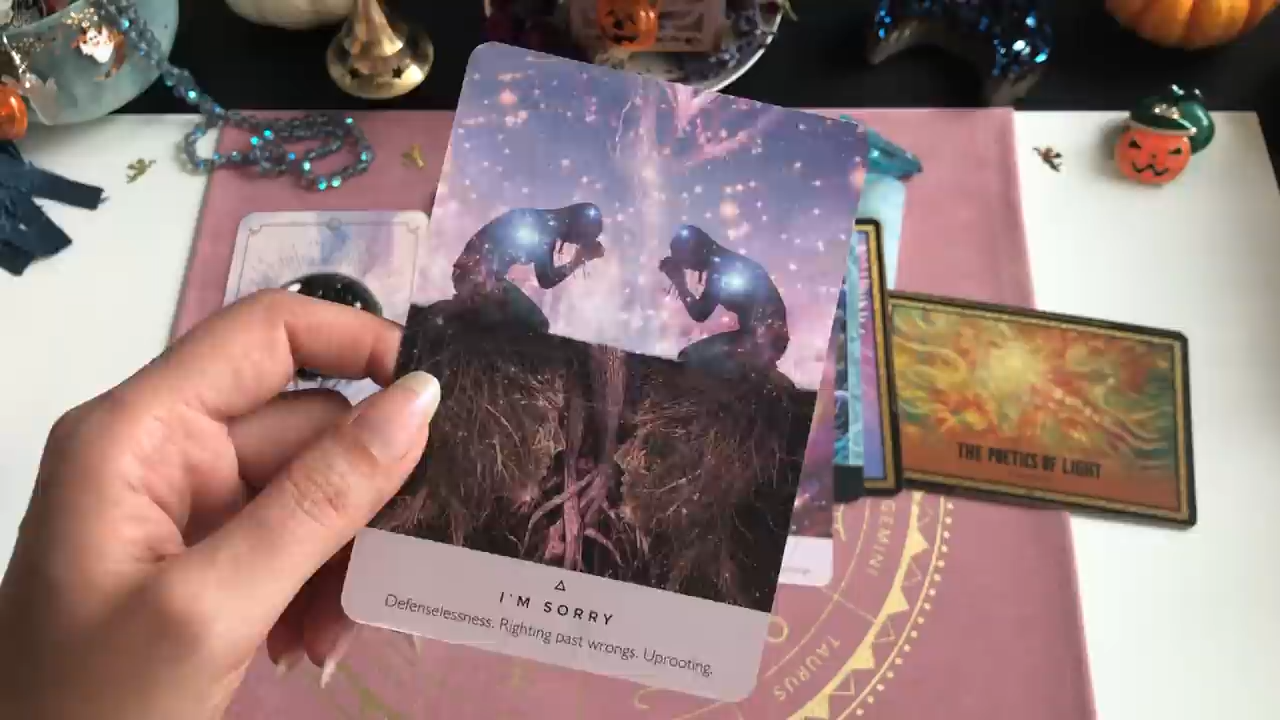 I'M SORRY
Defenselessness. Righting past wrongs. Uprooting.
THE POETICS OF LIGHT
GEMINI
TAURUS